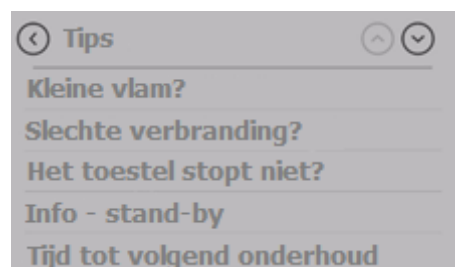 Tips
Kleine vlam?
Slechte verbranding?
Het toestel stopt niet?
Info - stand-by
Tijd tot volgend onderhoud